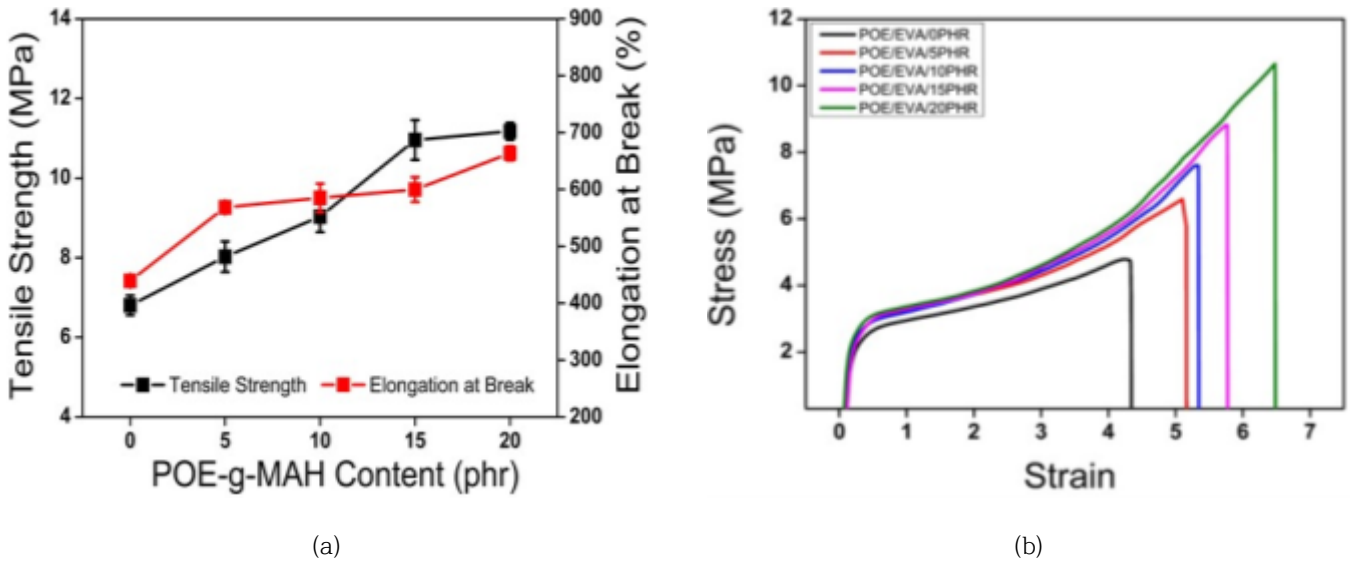 Tensile Strength (MPa)
14
12
10
8
6
4
Tensile Strength
Elongation at Break
900
800
700
600
500
400
300
200
Elongation at Break (%)
0 5 10 15 20
POE-g-MAH Content (phr)
(a)
Stress (MPa)
12
10
8
6
4
2
POE/EVA/0PHR
POE/EVA/5PHR
POE/EVA/10PHR
POE/EVA/15PHR
POE/EVA/20PHR
0 1 2 3 4 5 6 7
Strain
(b)